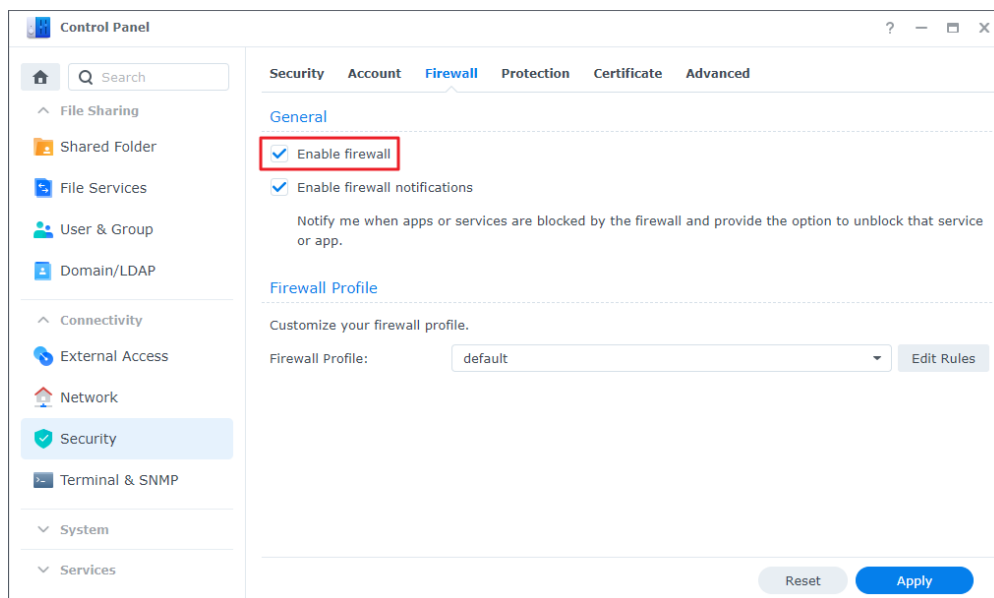 Control Panel
?
Search
File Sharing
Shared Folder
File Services
User & Group
Domain/LDAP
Connectivity
External Access
Network
Security
Terminal & SNMP
System
Services
Security Account Firewall Protection Certificate Advanced
General
Enable firewall
Enable firewall notifications
Notify me when apps or services are blocked by the firewall and provide the option to unblock that service
or app.
Firewall Profile
Customize your firewall profile.
Firewall Profile: default Edit Rules
Reset Apply